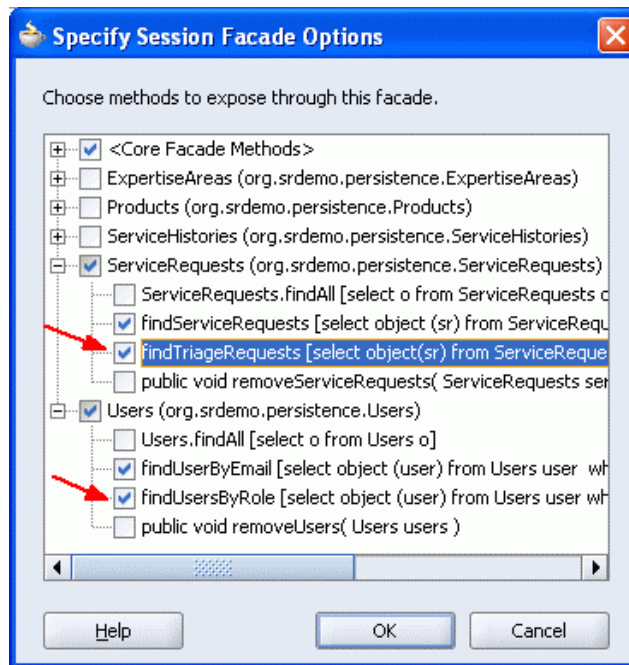 Specify Session Facade Options
Choose methods to expose through this facade.
<Core Facade Methods>
ExpertiseAreas (org.srdemo.persistence.ExpertiseAreas)
Products (org.srdemo.persistence.Products)
ServiceHistories (org.srdemo.persistence.ServiceHistories)
ServiceRequests (org.srdemo.persistence.ServiceRequests)
ServiceRequests.findAll [select o from ServiceRequests o
findServiceRequests [select object (sr) from ServiceRequ
findTriageRequests [select object(sr) from ServiceReque
public void removeServiceRequests( ServiceRequests ser
Users (org.srdemo.persistence.Users)
Users.findAll [select o from Users o]
findUserByEmail [select object (user) from Users user wh
findUsersByRole [select object (user) from Users user wh
public void removeUsers( Users users )
Help OK Cancel